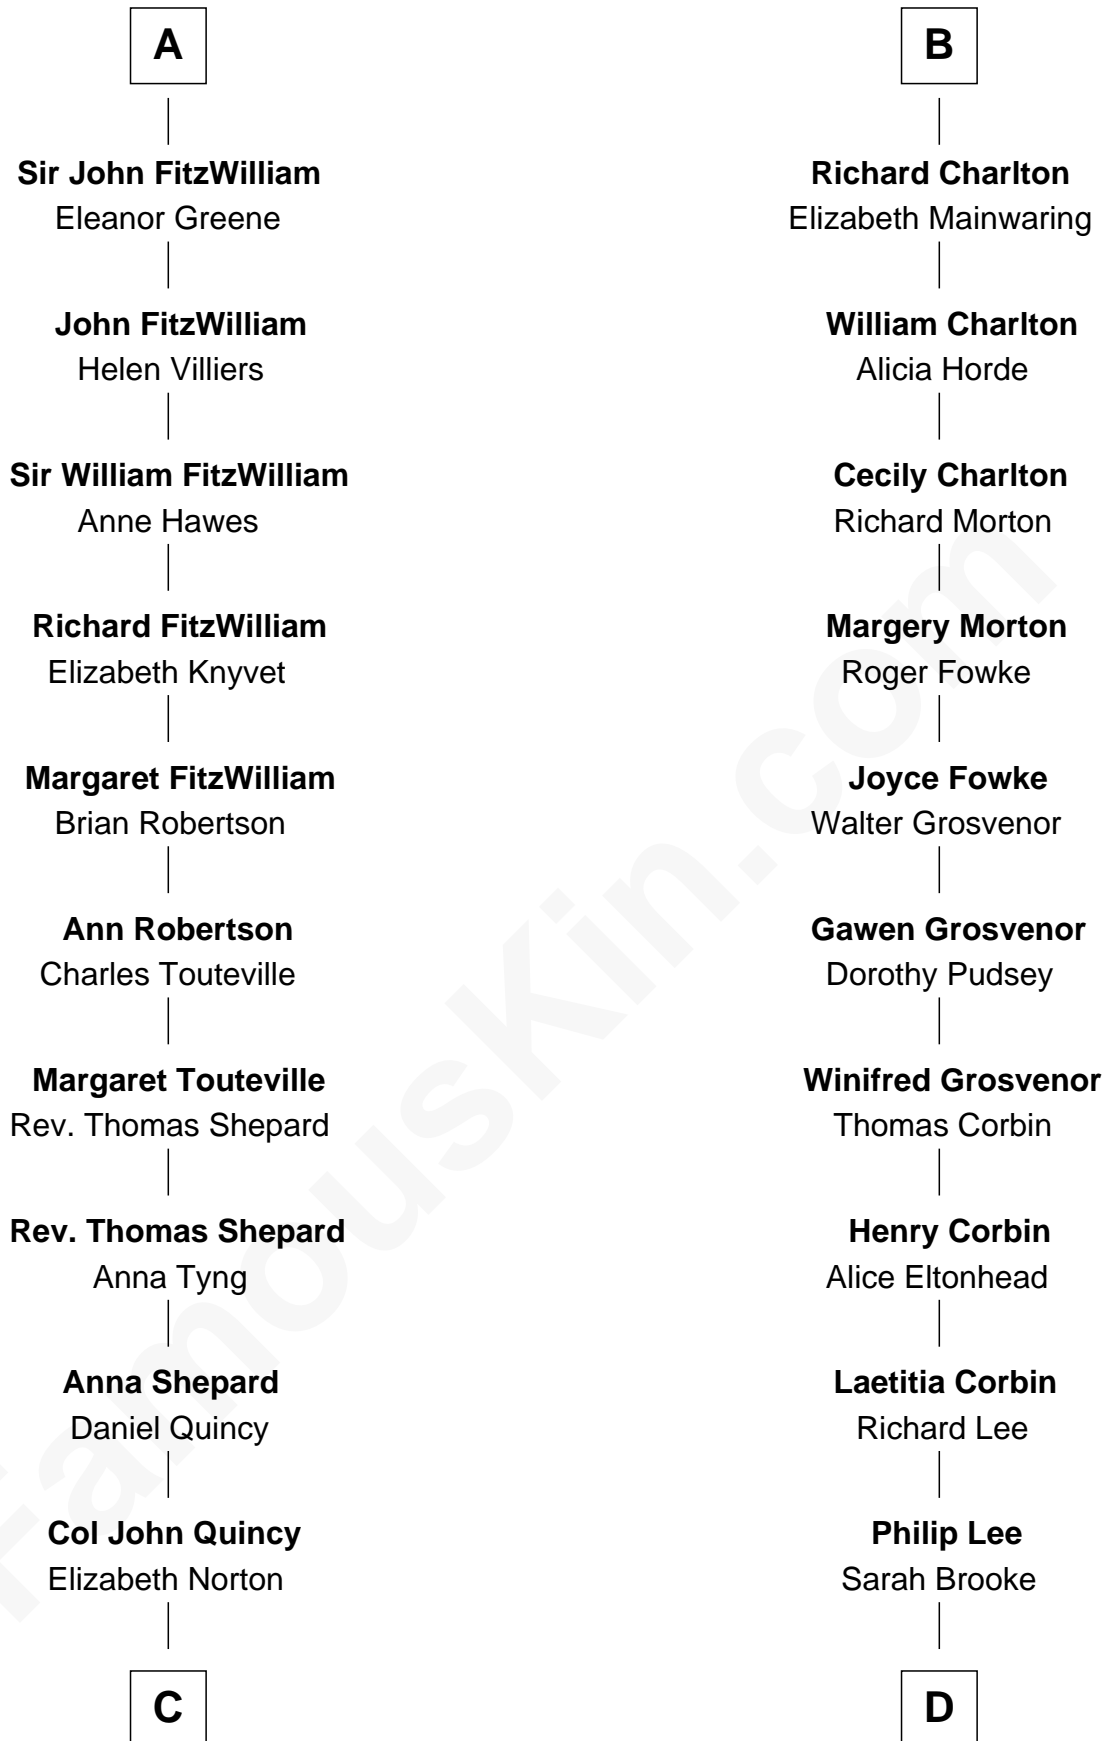 A
Sir John FitzWilliam
Eleanor Greene
John FitzWilliam
Helen Villiers
Sir William FitzWilliam
Anne Hawes
Richard FitzWilliam
Elizabeth Knyvet
Margaret FitzWilliam
Brian Robertson
Ann Robertson
Charles Touteville
Margaret Touteville
Rev. Thomas Shepard
Rev. Thomas Shepard
Anna Tyng
Anna Shepard
Daniel Quincy
Col John Quincy
Elizabeth Norton
C
B
Richard Charlton
Elizabeth Mainwaring
William Charlton
Alicia Horde
Cecily Charlton
Richard Morton
Margery Morton
Roger Fowke
Joyce Fowke
Walter Grosvenor
Gawen Grosvenor
Dorothy Pudsey
Winifred Grosvenor
Thomas Corbin
Henry Corbin
Alice Eltonhead
Laetitia Corbin
Richard Lee
Philip Lee
Sarah Brooke
D
FamousKin.com